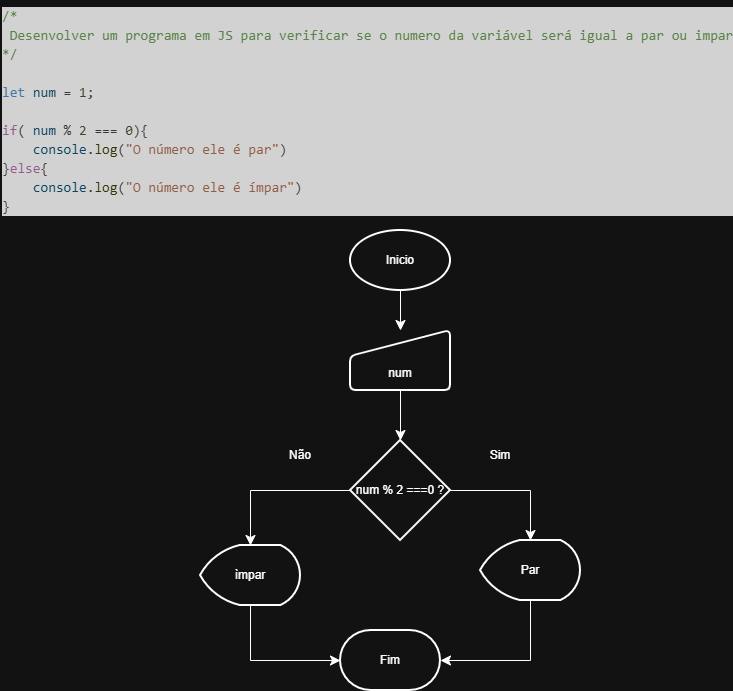 /*
Desenvolver um programa em JS para verificar se o numero da variável será igual a par ou impar
*/
let num = 1;
if( num % 2 === 0){
console.log("O número ele é par")
}else{
console.log("O número ele é ímpar")
}
Inicio
num
Não
Sim
num % 2 ===0 ?
ìmpar
Par
Fim